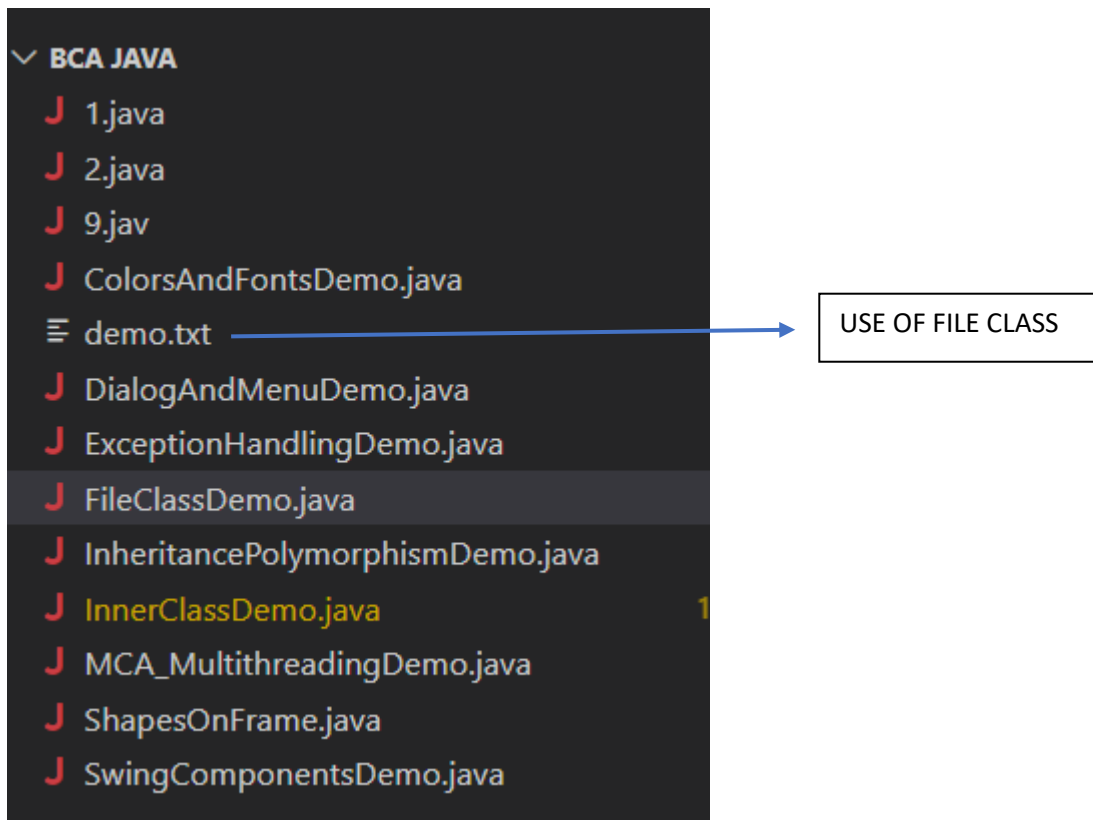 BCA JAVA
1.java
2.java
9.jav
ColorsAndFontsDemo.java
demo.txt
USE OF FILE CLASS
DialogAndMenuDemo.java
ExceptionHandlingDemo.java
FileClassDemo.java
InheritancePolymorphismDemo.java
InnerClassDemo.java 1
MCA_MultithreadingDemo.java
ShapesOnFrame.java
SwingComponentsDemo.java